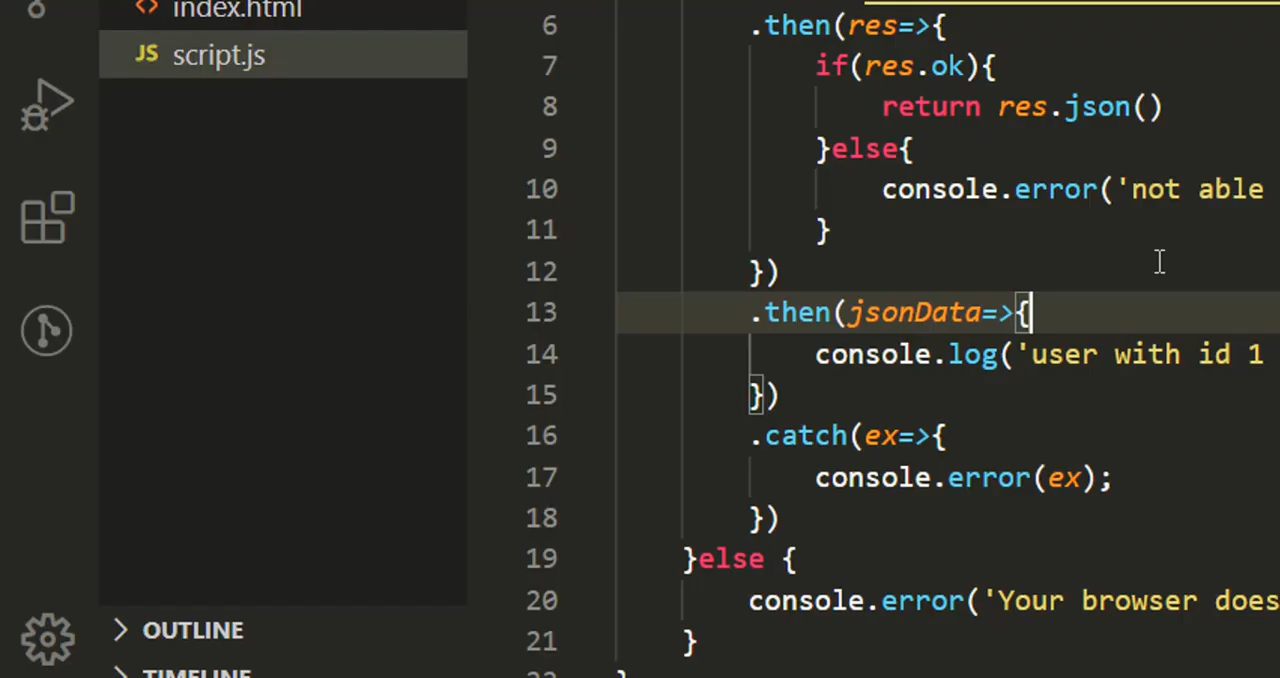 index.html
JS script.js
OUTLINE
TIMELINE
6 .then(res=>{
7 if(res.ok){
8 return res.json()
9 }else{
10 console.error('not able
11 }
12 })
13 .then(jsonData=>{
14 console.log('user with id 1
15 })
16 .catch(ex=>{
17 console.error(ex);
18 })
19 }else {
20 console.error('Your browser does
21 }